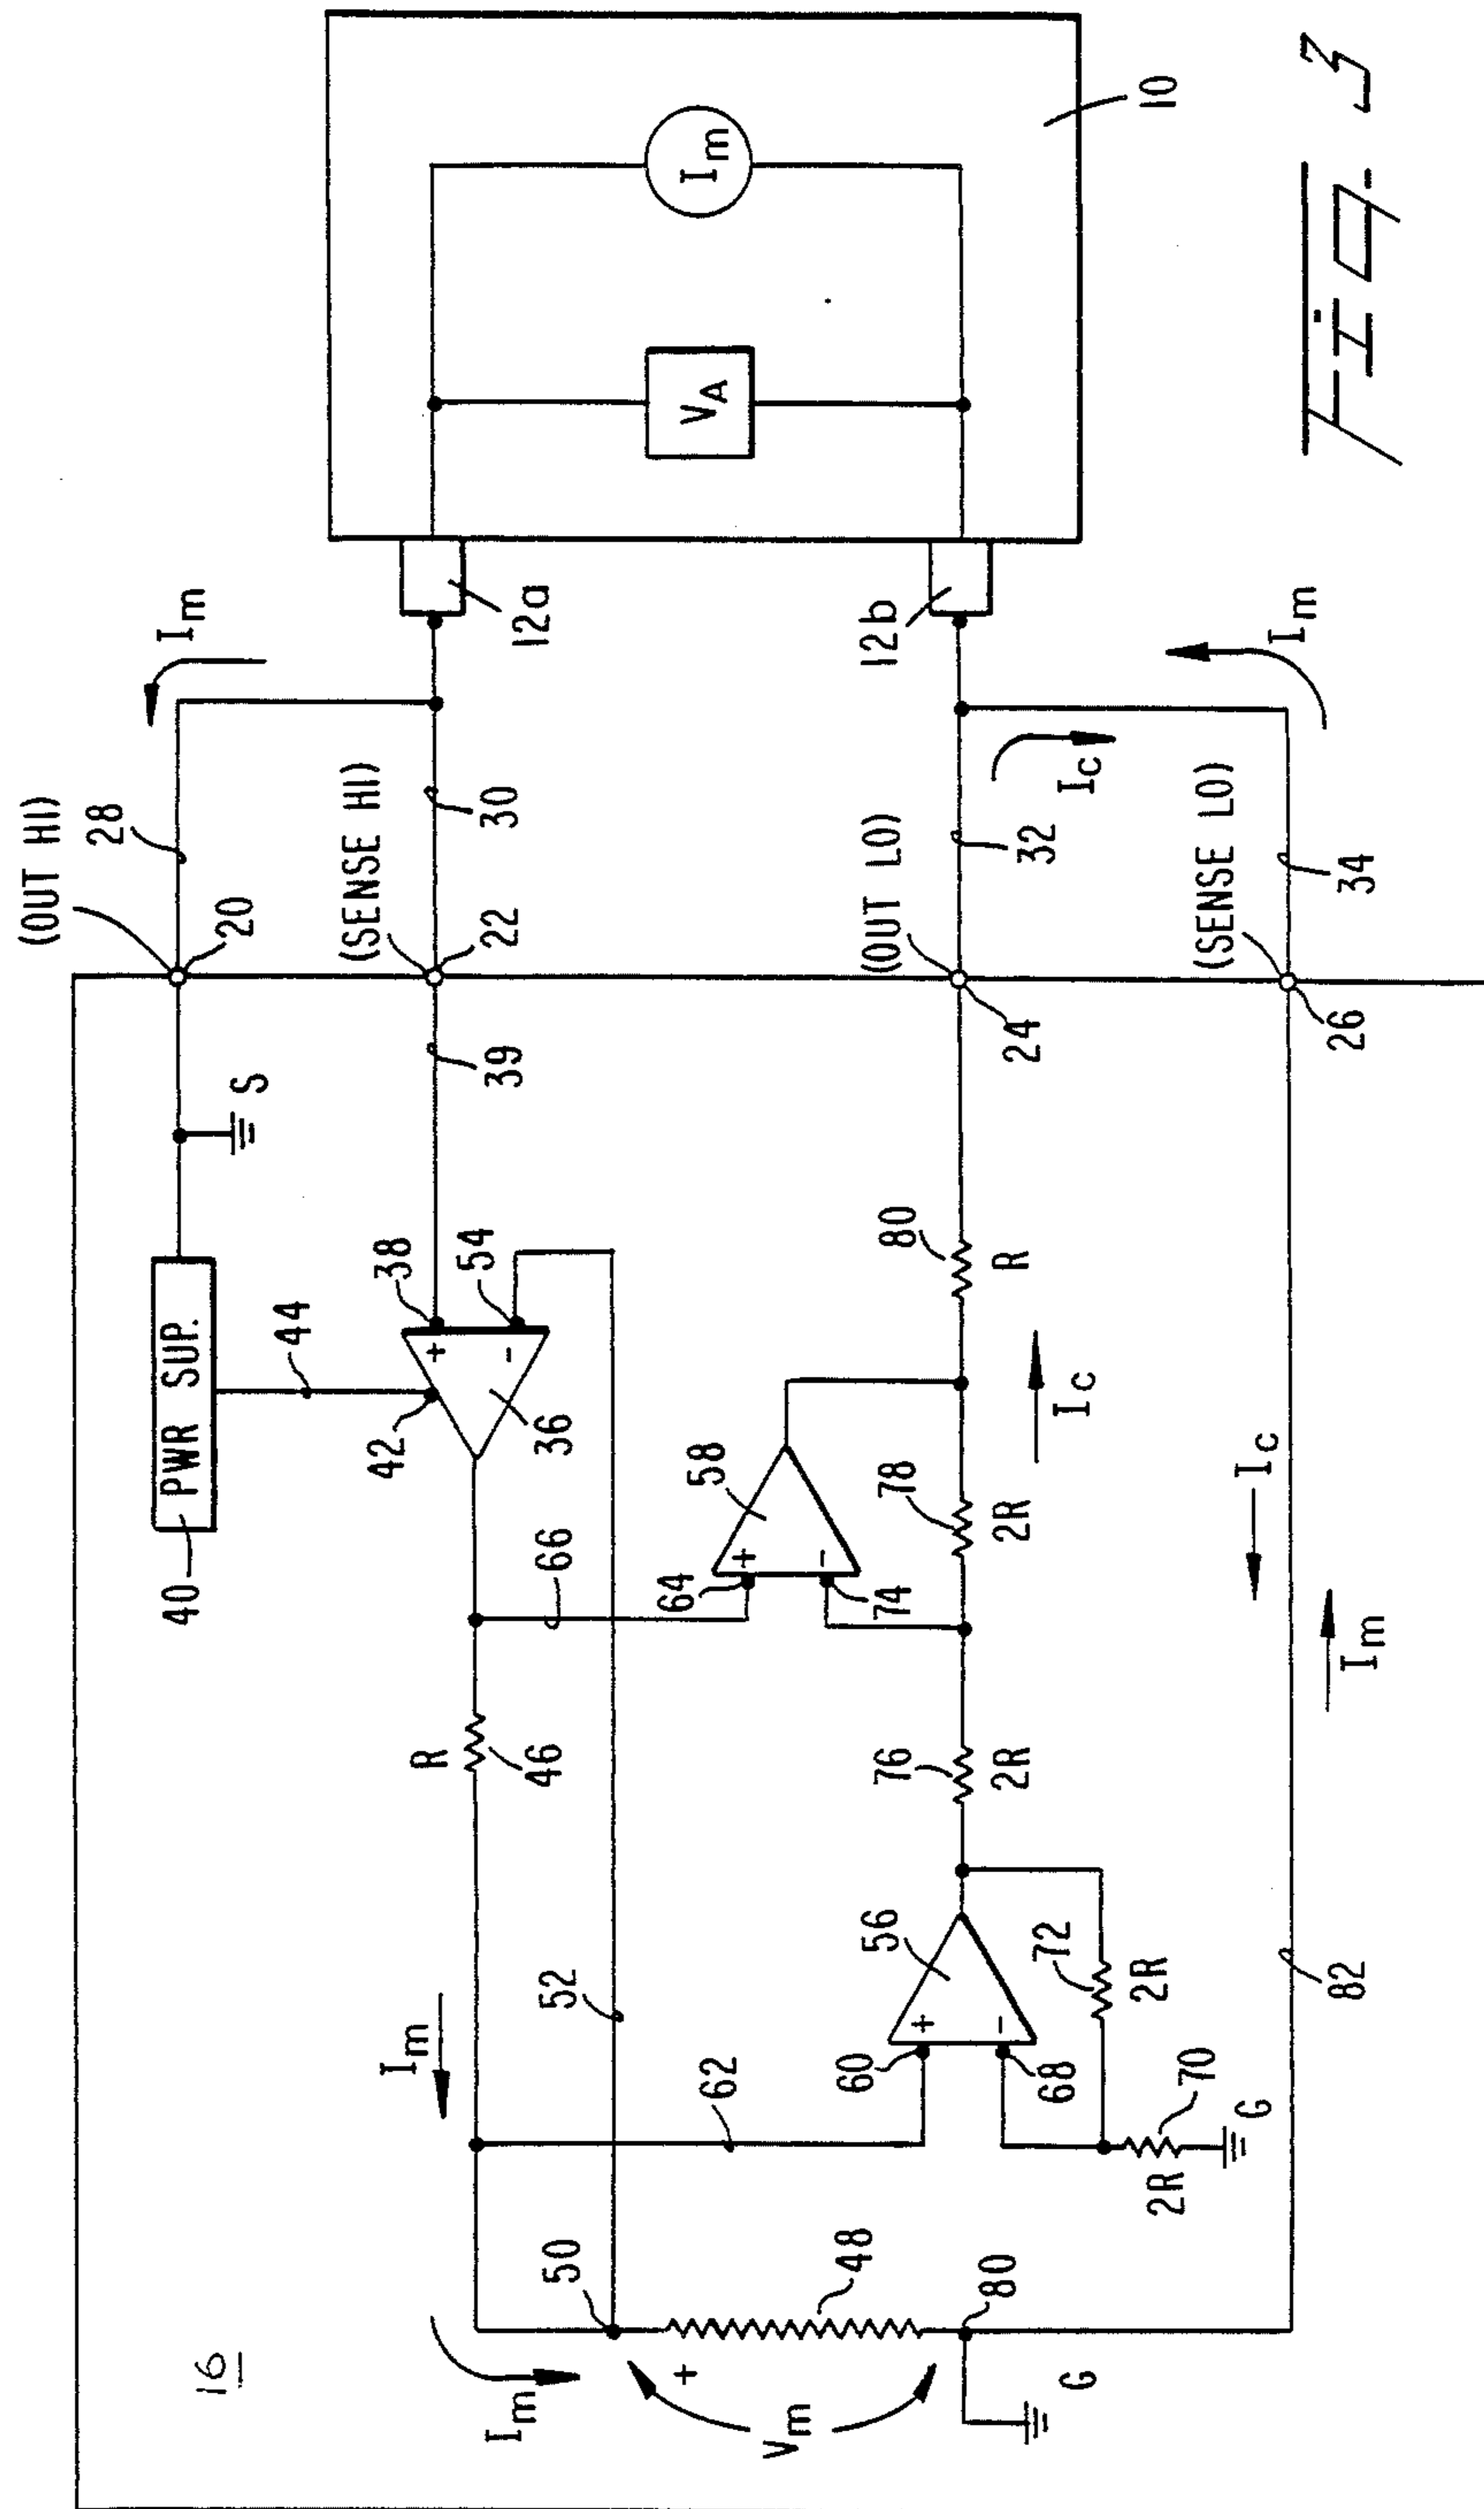 (OUT HI)
28
16
40
PWR SUP.
44
S
20
Im
Im
R
42
+
38
(SENSE HI)
-
54
39
22
30
Im
50
46
36
12a
52
66
+
64
62
58
Im
VA
+
Vm
-
48
60
56
76
74
78
80
(OUT LO)
12b
+
-
80
2R
2R
R
24
32
68
72
G
Ic
Ic
2R
2R
70
10
(SENSE LO)
G
Ic
Im
82
Im
26
34
Fig. 3